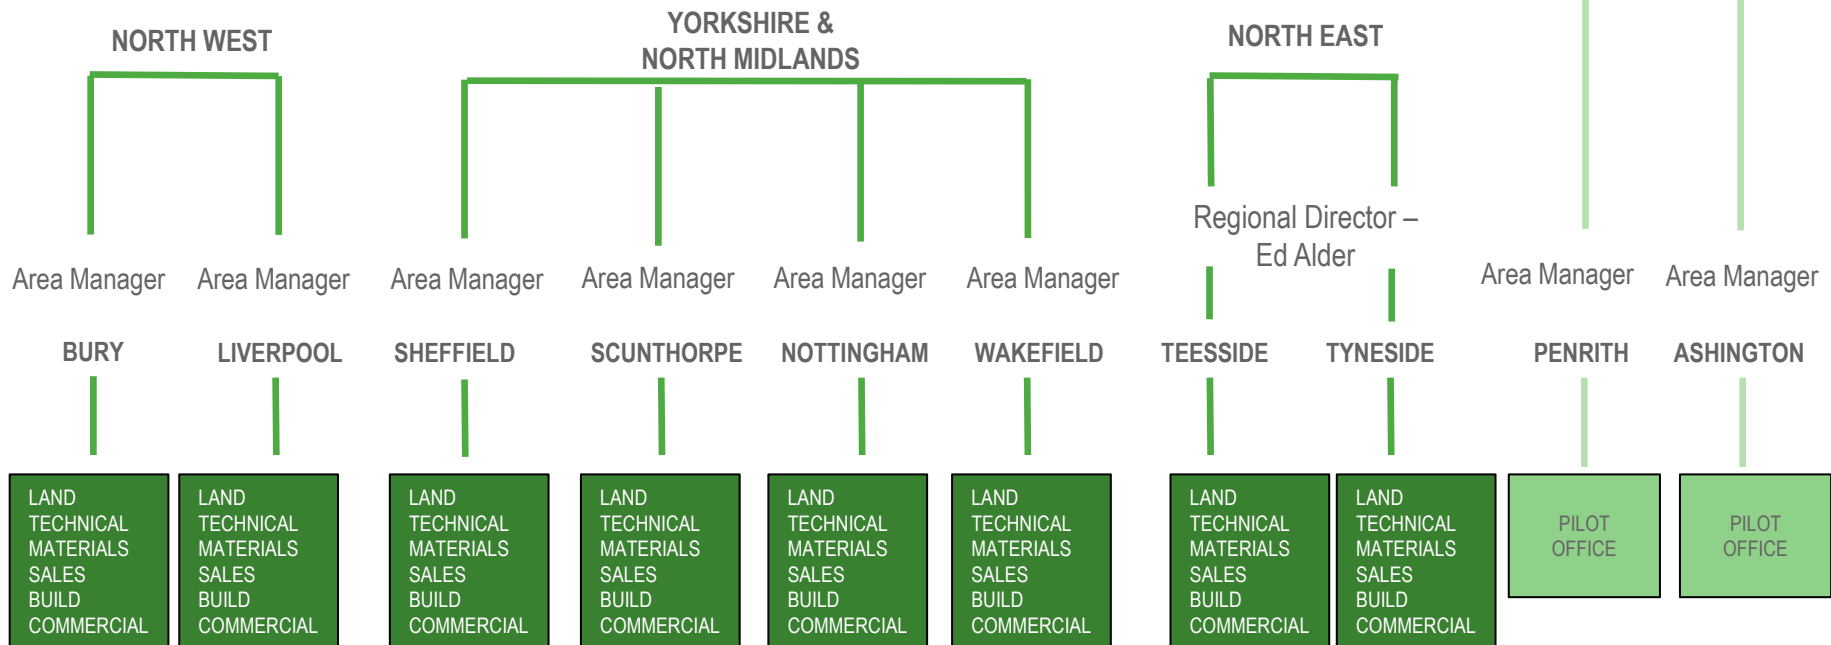 NORTH WEST
YORKSHIRE &
NORTH MIDLANDS
NORTH EAST
Regional Director –
Ed Alder
Area Manager
Area Manager
Area Manager
Area Manager
Area Manager
Area Manager
Area Manager
Area Manager
BURY
LIVERPOOL
SHEFFIELD
SCUNTHORPE
NOTTINGHAM
WAKEFIELD
TEESSIDE
TYNESIDE
PENRITH
ASHINGTON
LAND
TECHNICAL
MATERIALS
SALES
BUILD
COMMERCIAL
LAND
TECHNICAL
MATERIALS
SALES
BUILD
COMMERCIAL
LAND
TECHNICAL
MATERIALS
SALES
BUILD
COMMERCIAL
LAND
TECHNICAL
MATERIALS
SALES
BUILD
COMMERCIAL
LAND
TECHNICAL
MATERIALS
SALES
BUILD
COMMERCIAL
LAND
TECHNICAL
MATERIALS
SALES
BUILD
COMMERCIAL
LAND
TECHNICAL
MATERIALS
SALES
BUILD
COMMERCIAL
LAND
TECHNICAL
MATERIALS
SALES
BUILD
COMMERCIAL
PILOT
OFFICE
PILOT
OFFICE